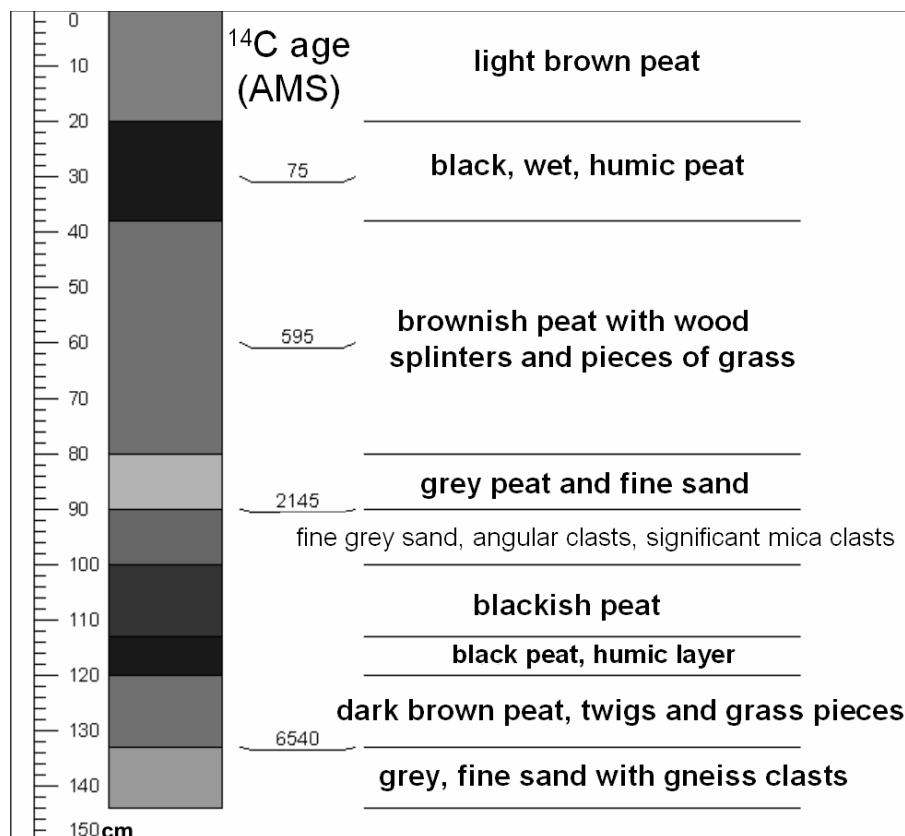 0
¹⁴C age
(AMS)
light brown peat
10
20
black, wet, humic peat
75
30
40
50
brownish peat with wood
595
60
splinters and pieces of grass
70
80
grey peat and fine sand
2145
90
fine grey sand, angular clasts, significant mica clasts
100
blackish peat
110
black peat, humic layer
120
dark brown peat, twigs and grass pieces
130
6540
grey, fine sand with gneiss clasts
140
150 cm